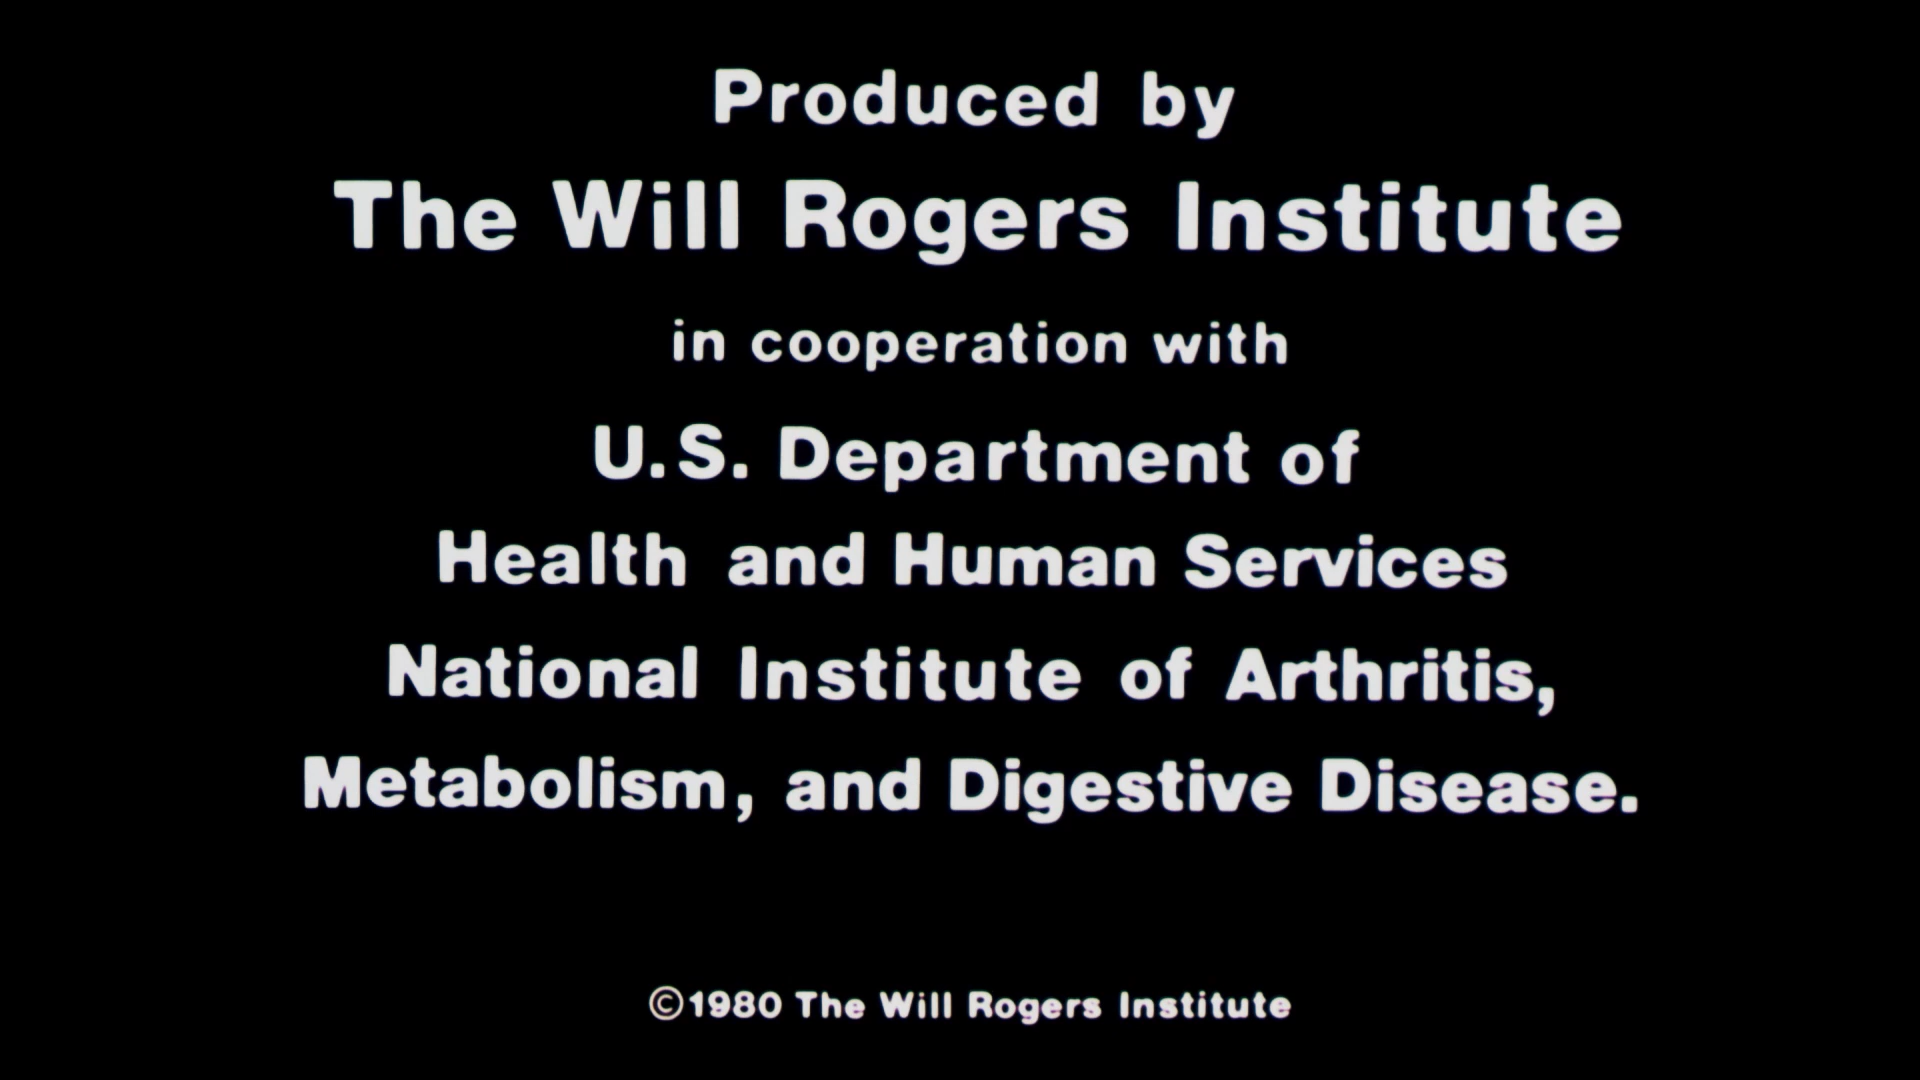 Produced by
The Will Rogers Institute
in cooperation with
U.S. Department of
Health and Human Services
National Institute of Arthritis,
Metabolism, and Digestive Disease.
©1980 The Will Rogers Institute